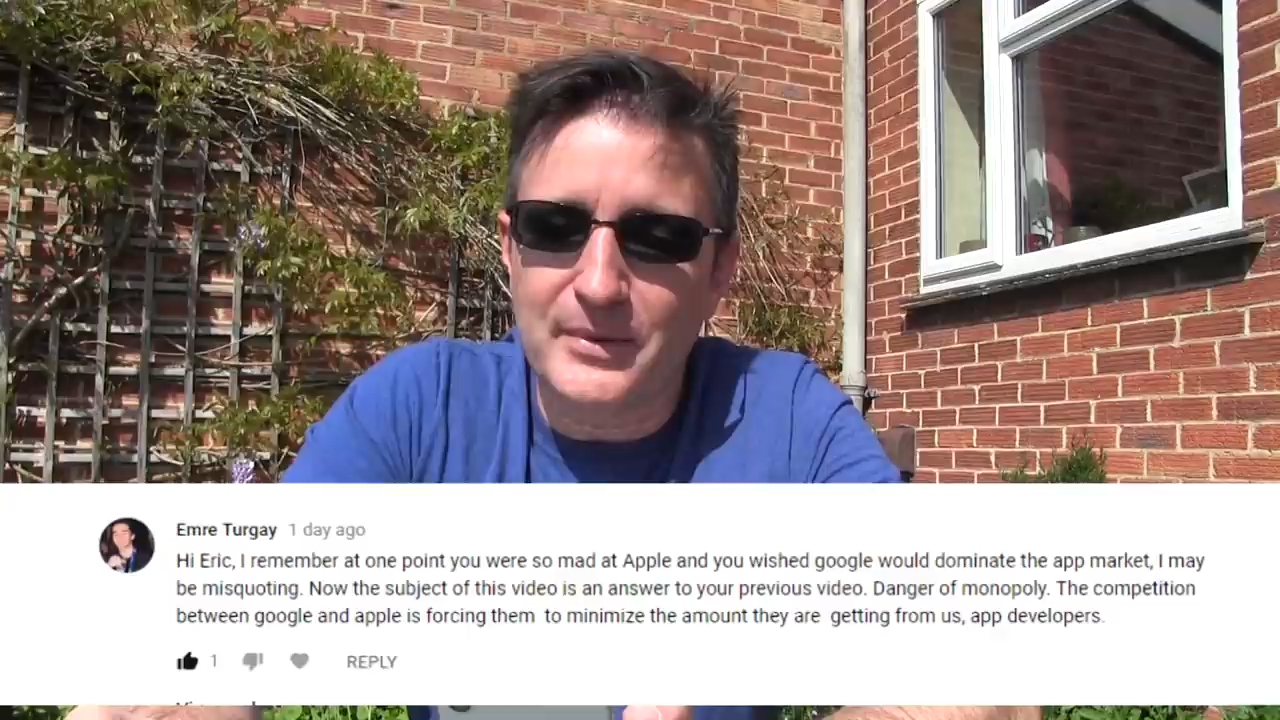 Emre Turgay 1 day ago
Hi Eric, I remember at one point you were so mad at Apple and you wished google would dominate the app market, I may
be misquoting. Now the subject of this video is an answer to your previous video. Danger of monopoly. The competition
between google and apple is forcing them to minimize the amount they are getting from us, app developers.
1 REPLY